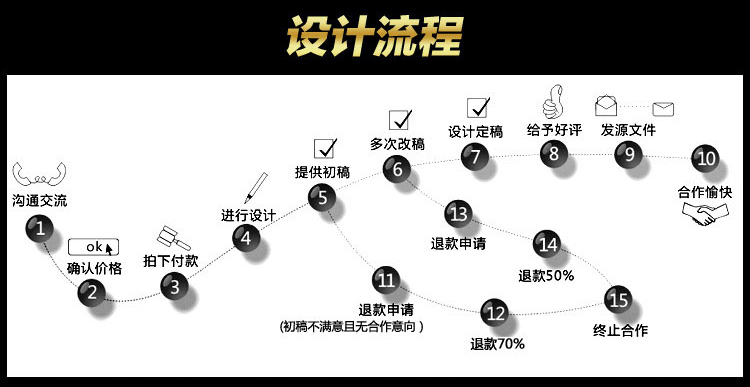 设计流程
沟通交流
1
ok
确认价格
2
拍下付款
3
进行设计
4
提供初稿
5
多次改稿
6
设计定稿
7
给予好评
8
发源文件
9
10
合作愉快
11
退款申请
(初稿不满意且无合作意向)
12
退款70%
13
退款申请
14
退款50%
15
终止合作